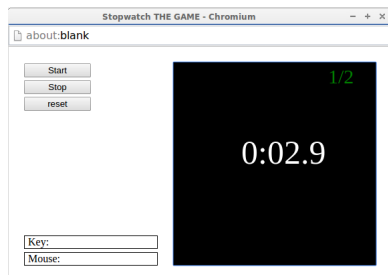 Stopwatch THE GAME - Chromium
about:blank
Start
Stop
reset
1/2
0:02.9
Key:
Mouse: